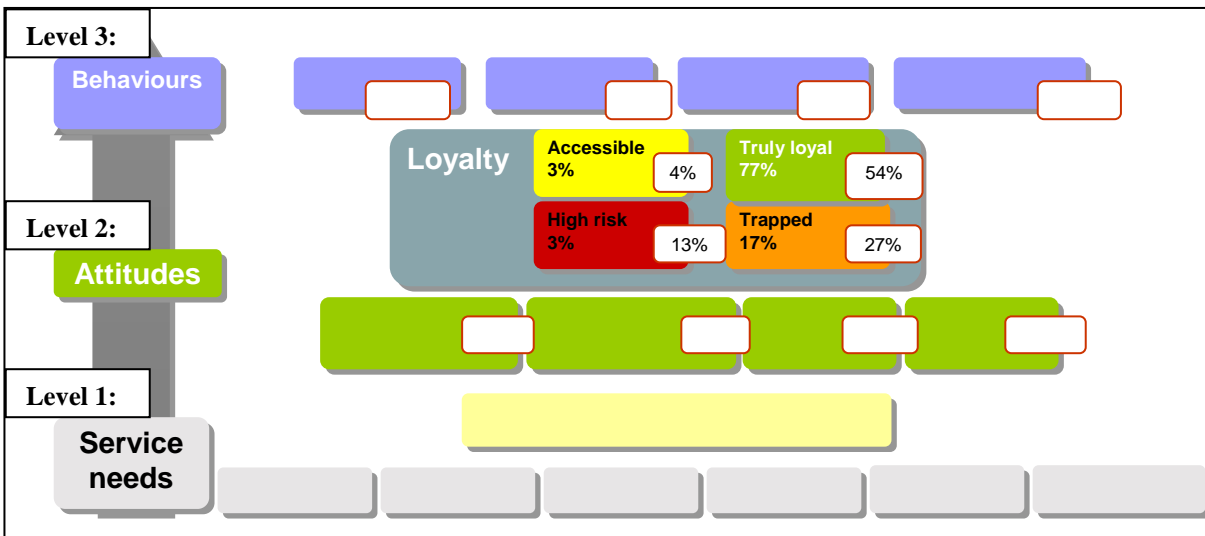 Level 3:
Behaviours
Loyalty
Accessible
3%
4%
Truly loyal
77%
54%
High risk
3%
13%
Trapped
17%
27%
Level 2:
Attitudes
Level 1:
Service
needs